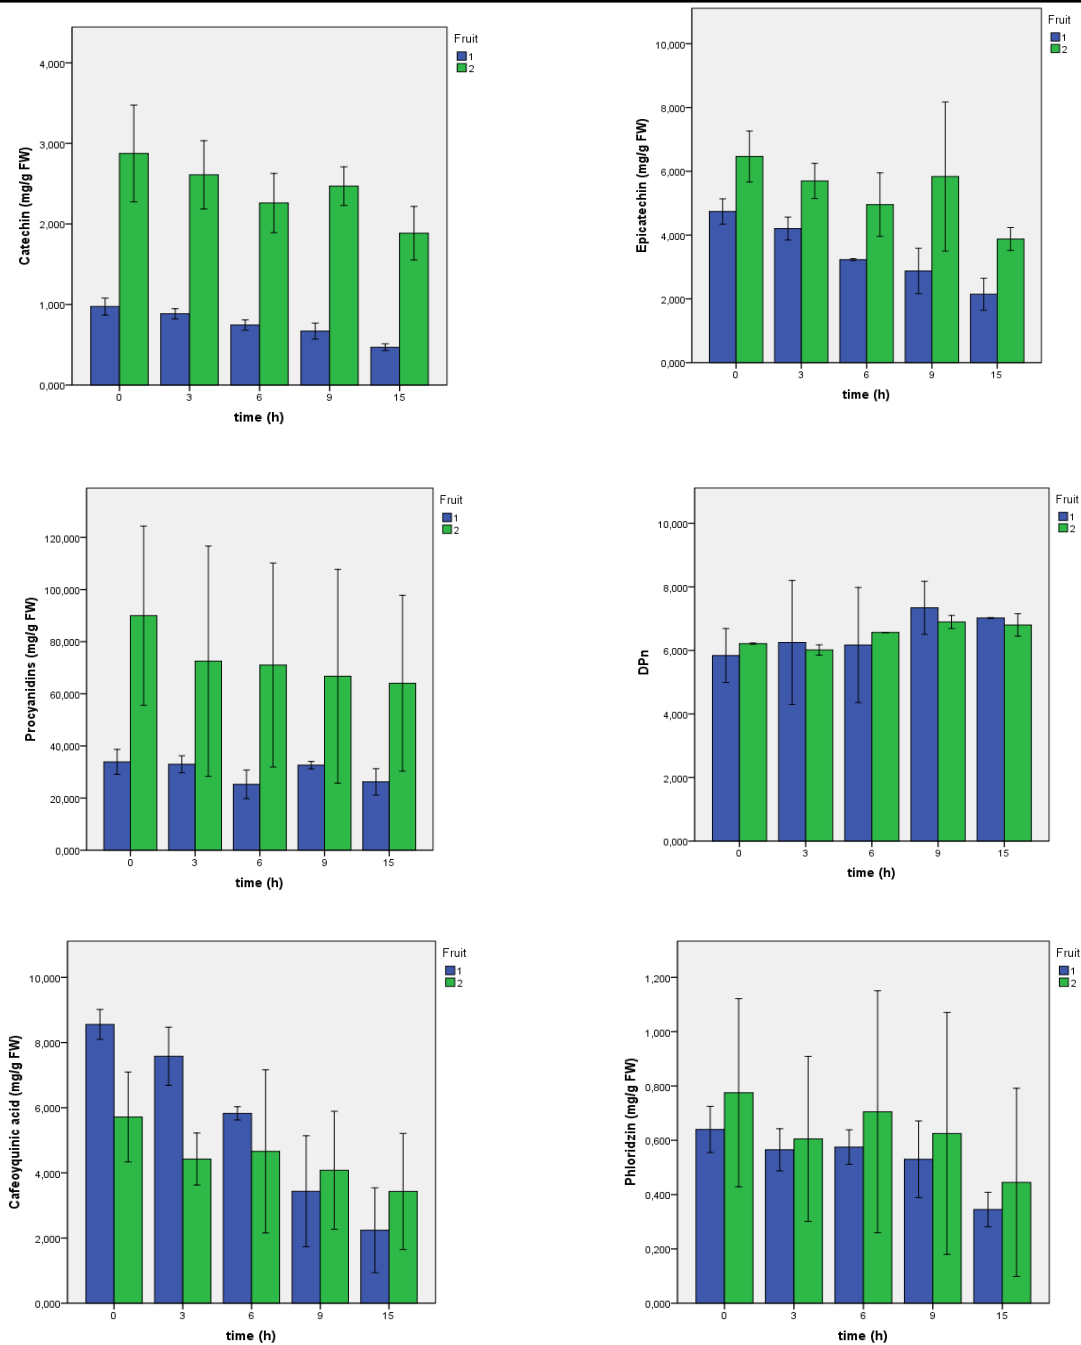 Fruit
1
2
4,000
3,000
2,000
1,000
0,000
Catechin (mg/g FW)
0 3 6 9 15
time (h)
Fruit
1
2
10,000
8,000
6,000
4,000
2,000
0,000
Epicatechin (mg/g FW)
0 3 6 9 15
time (h)
Fruit
1
2
120,000
100,000
80,000
60,000
40,000
20,000
0,000
Procyanidins (mg/g FW)
0 3 6 9 15
time (h)
Fruit
1
2
10,000
8,000
6,000
4,000
2,000
0,000
DPn
0 3 6 9 15
time (h)
Fruit
1
2
10,000
8,000
6,000
4,000
2,000
0,000
Cafeoyquinic acid (mg/g FW)
0 3 6 9 15
time (h)
Fruit
1
2
1,200
1,000
0,800
0,600
0,400
0,200
0,000
Phloridzin (mg/g FW)
0 3 6 9 15
time (h)